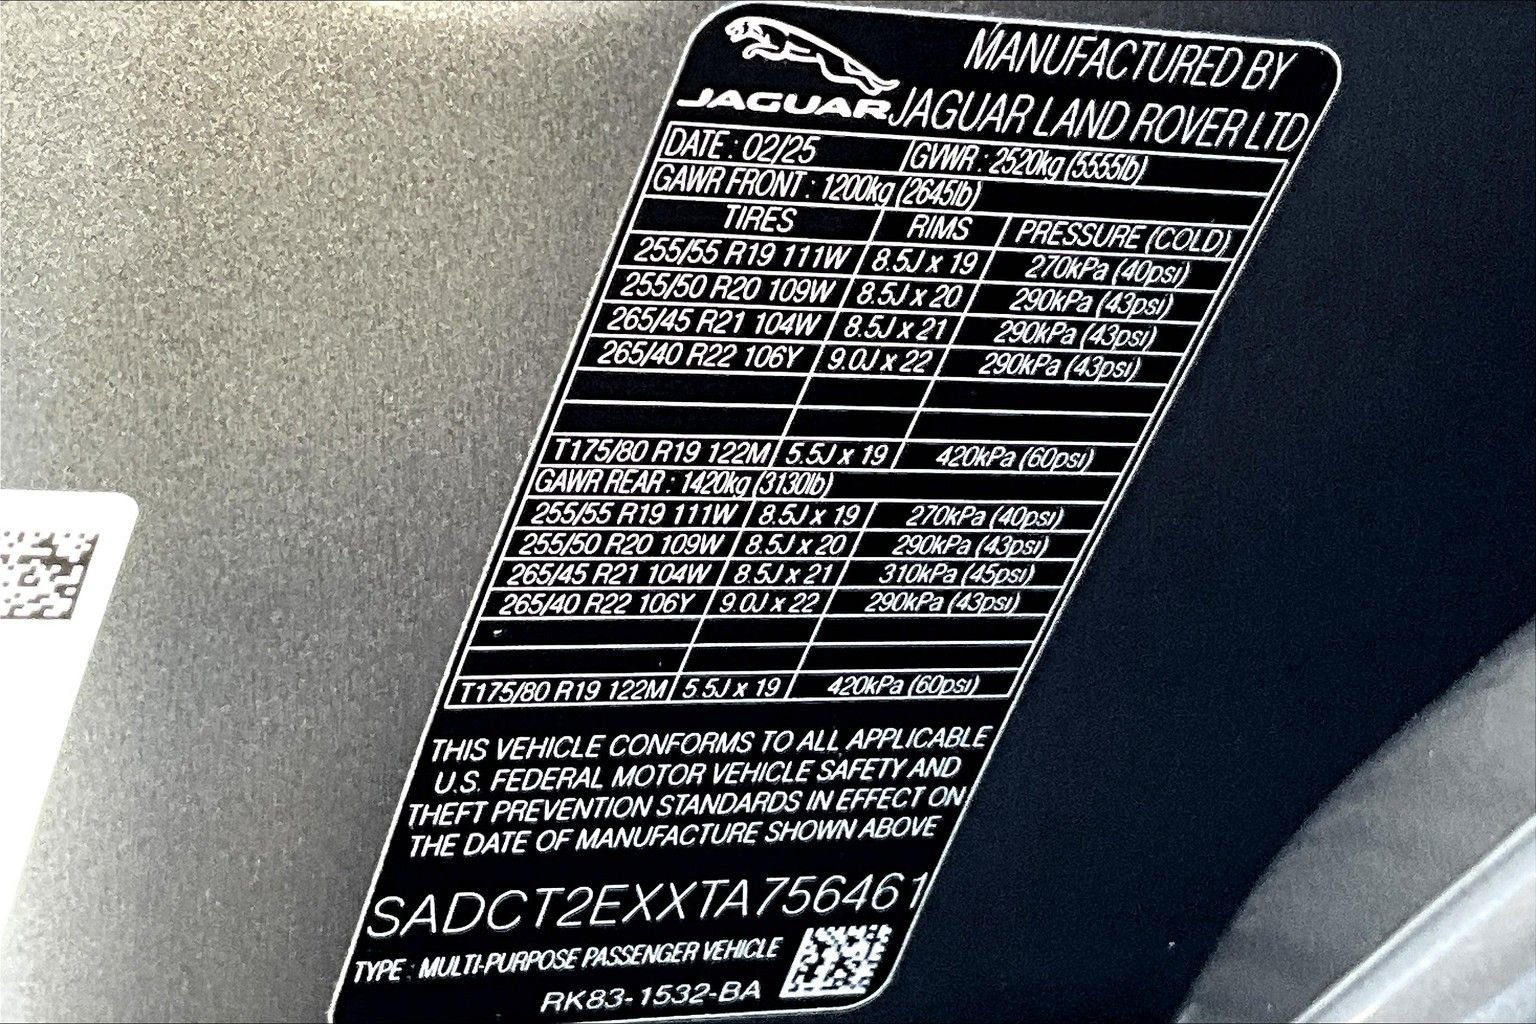 MANUFACTURED BY
JAGUAR JAGUAR LAND ROVER LTD
DATE : 02/25 GVWR : 2520kg (5555lb)
GAWR FRONT : 1200kg (2645lb)
TIRES RIMS PRESSURE (COLD)
255/55 R19 111W 8.5J x 19 270kPa (40psi)
255/50 R20 109W 8.5J x 20 290kPa (43psi)
265/45 R21 104W 8.5J x 21 290kPa (43psi)
265/40 R22 106Y 9.0J x 22 290kPa (43psi)
T175/80 R19 122M 5.5J x 19 420kPa (60psi)
GAWR REAR : 1420kg (3130lb)
255/55 R19 111W 8.5J x 19 270kPa (40psi)
255/50 R20 109W 8.5J x 20 290kPa (43psi)
265/45 R21 104W 8.5J x 21 310kPa (45psi)
265/40 R22 106Y 9.0J x 22 290kPa (43psi)
T175/80 R19 122M 5.5J x 19 420kPa (60psi)
THIS VEHICLE CONFORMS TO ALL APPLICABLE
U.S. FEDERAL MOTOR VEHICLE SAFETY AND
THEFT PREVENTION STANDARDS IN EFFECT ON
THE DATE OF MANUFACTURE SHOWN ABOVE
SADCT2EXXTA756461
TYPE : MULTI-PURPOSE PASSENGER VEHICLE
RK83-1532-BA